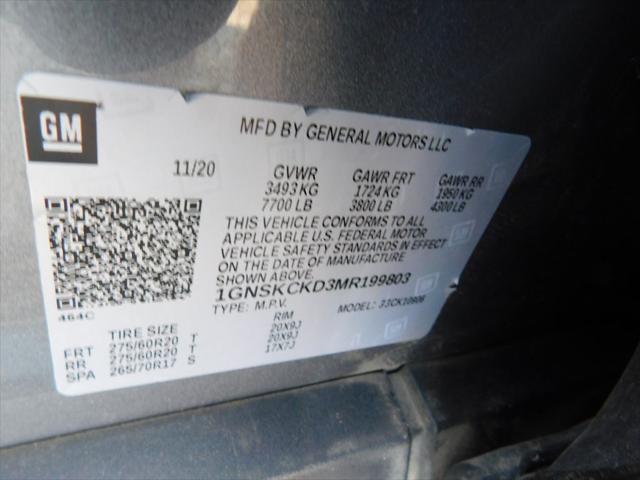 GM
MFD BY GENERAL MOTORS LLC
11/20 GVWR GAWR FRT GAWR RR
3493 KG 1724 KG 1950 KG
7700 LB 3800 LB 4300 LB
THIS VEHICLE CONFORMS TO ALL
APPLICABLE U.S. FEDERAL MOTOR
VEHICLE SAFETY STANDARDS IN EFFECT
ON THE DATE OF MANUFACTURE
SHOWN ABOVE.
1GNSKCKD3MR199803
TYPE: M.P.V. MODEL: 33CK10906
464C
TIRE SIZE RIM
FRT 275/60R20 T 20X9J
RR 275/60R20 T 20X9J
SPA 265/70R17 S 17X7J